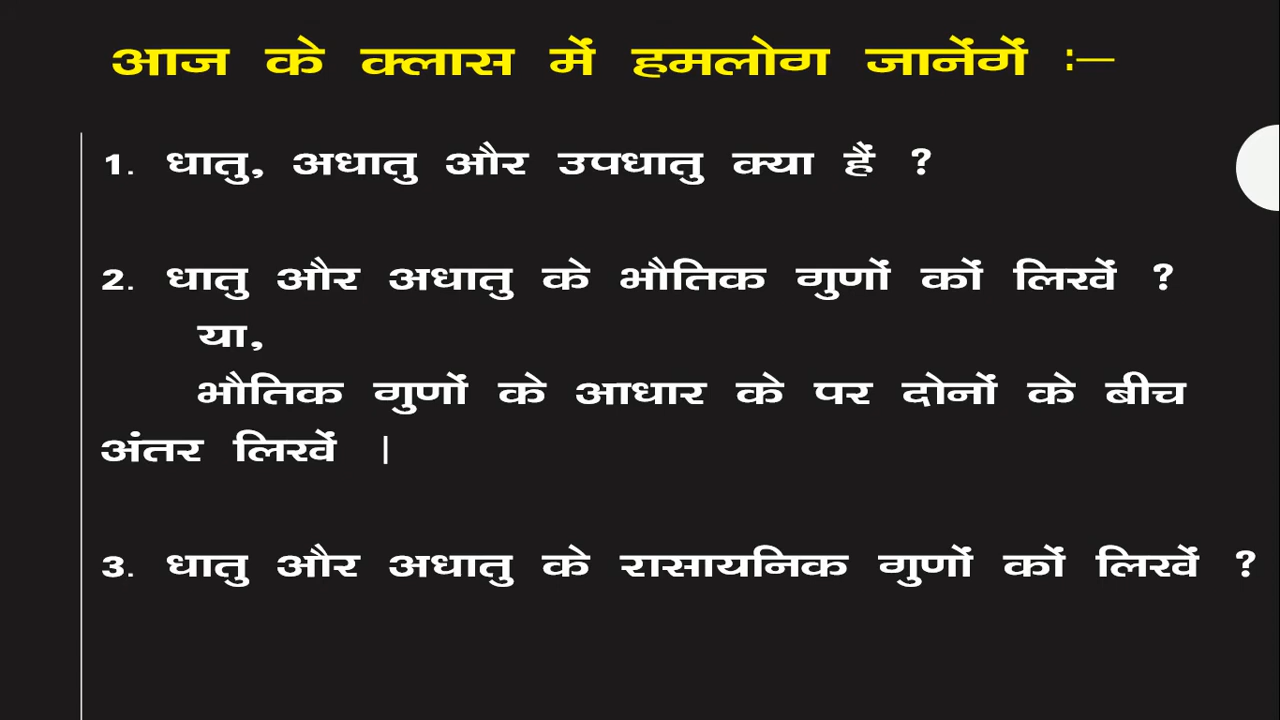 आज के क्लास में हमलोग जानेंगें :—
1. धातु, अधातु और उपधातु क्या हैं ?
2. धातु और अधातु के भौतिक गुणों कों लिखें ?
या,
भौतिक गुणों के आधार के पर दोनों के बीच
अंतर लिखें |
3. धातु और अधातु के रासायनिक गुणों कों लिखें ?